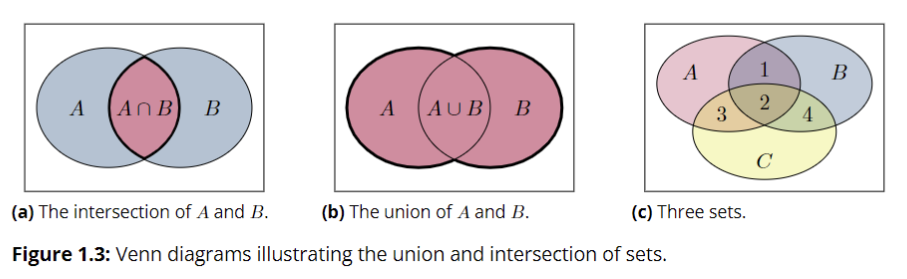 A A ∩ B B
A A ∪ B B
A 1 B
2
3 4
C
(a) The intersection of A and B.
(b) The union of A and B.
(c) Three sets.
Figure 1.3: Venn diagrams illustrating the union and intersection of sets.